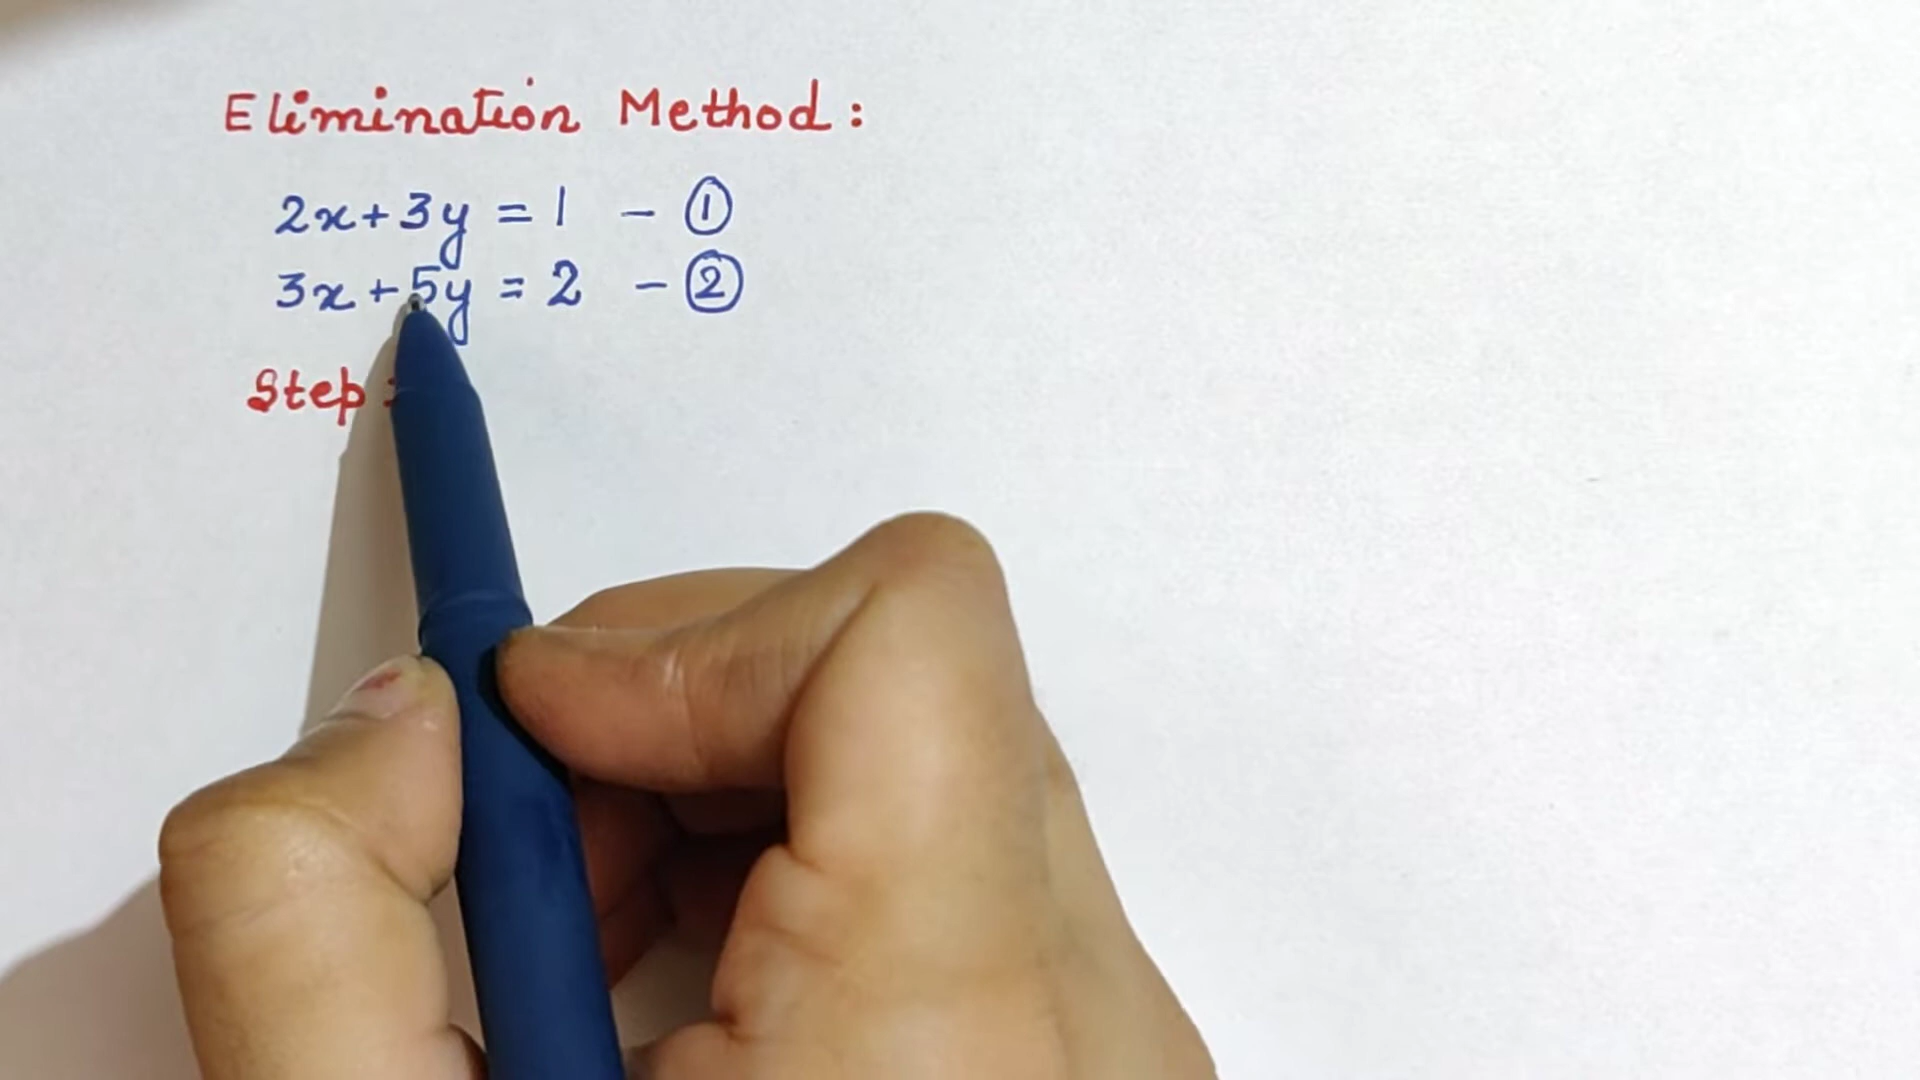 Elimination Method :
2x+3y = 1 - ①
3x+5y = 2 - ②
Step :